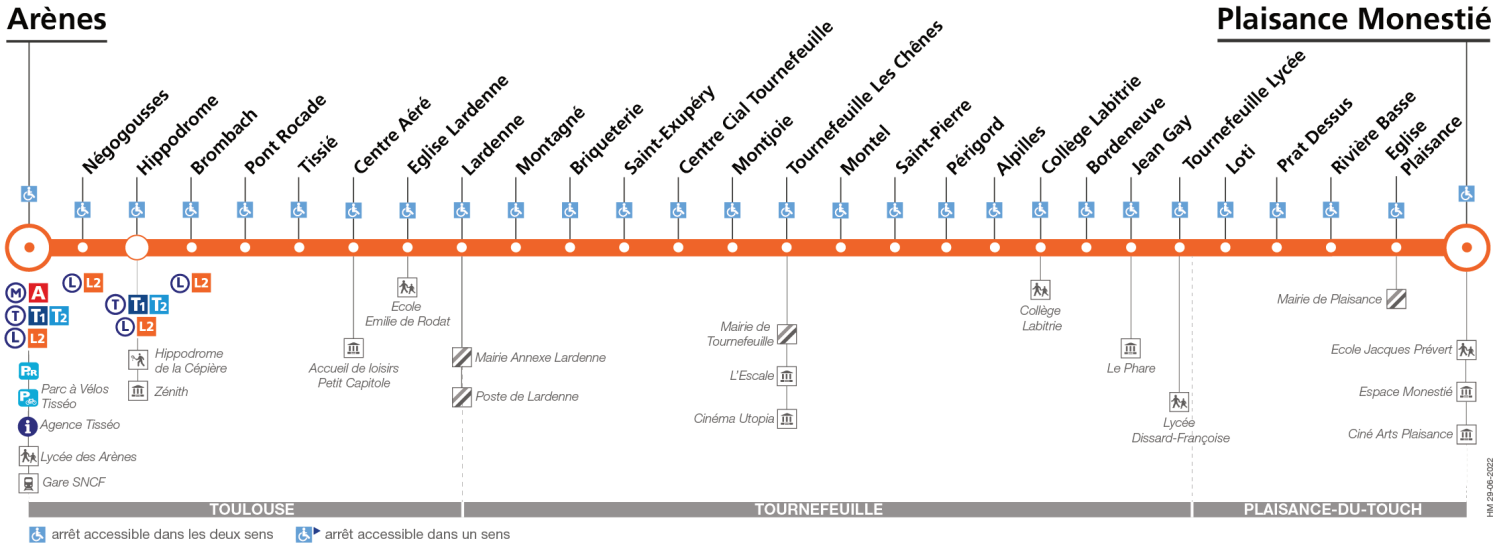 Arènes
Plaisance Monestié
Négogousses
Hippodrome
Brombach
Pont Rocade
Tissié
Centre Aéré
Eglise Lardenne
Lardenne
Montagné
Briqueterie
Saint-Exupéry
Centre Cial Tournefeuille
Montjoie
Tournefeuille Les Chênes
Montel
Saint-Pierre
Périgord
Alpilles
Collège Labitrie
Bordeneuve
Jean Gay
Tournefeuille Lycée
Loti
Prat Dessus
Rivière Basse
Eglise
Plaisance
M A
T T1 T2
L L2
P+R
Parc à Vélos
Tisséo
P
i Agence Tisséo
Lycée des Arènes
Gare SNCF
L L2
T T1 T2
L L2
Hippodrome
de la Cépière
Zénith
L L2
Accueil de loisirs
Petit Capitole
Ecole
Emilie de Rodat
Mairie Annexe Lardenne
Poste de Lardenne
Mairie de
Tournefeuille
L'Escale
Cinéma Utopia
Collège
Labitrie
Le Phare
Lycée
Dissard-Françoise
Mairie de Plaisance
Ecole Jacques Prévert
Espace Monestié
Ciné Arts Plaisance
TOULOUSE
TOURNEFEUILLE
PLAISANCE-DU-TOUCH
arrêt accessible dans les deux sens
arrêt accessible dans un sens
HM 29-06-2022